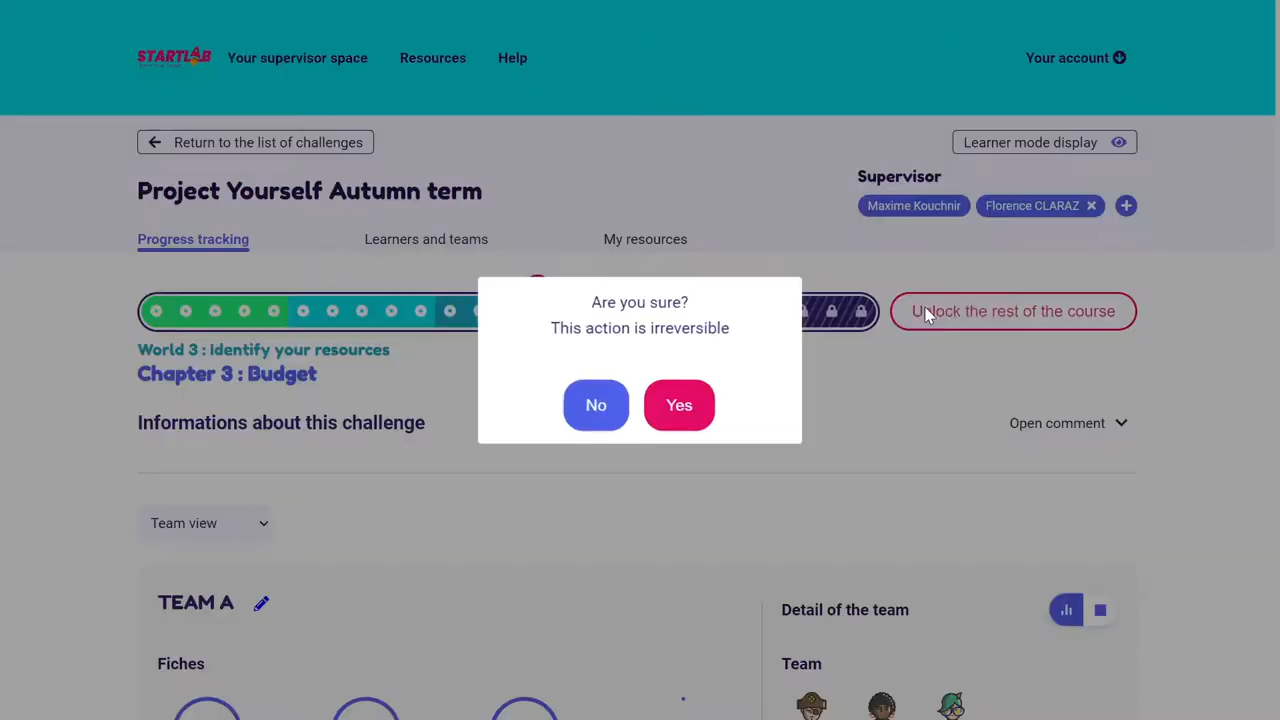 STARTLAB
Your supervisor space
Resources
Help
Your account
Return to the list of challenges
Learner mode display
Project Yourself Autumn term
Supervisor
Maxime Kouchnir
Florence CLARAZ
Progress tracking
Learners and teams
My resources
Are you sure?
This action is irreversible
No
Yes
Unlock the rest of the course
World 3 : Identify your resources
Chapter 3 : Budget
Informations about this challenge
Open comment
Team view
TEAM A
Detail of the team
Fiches
Team